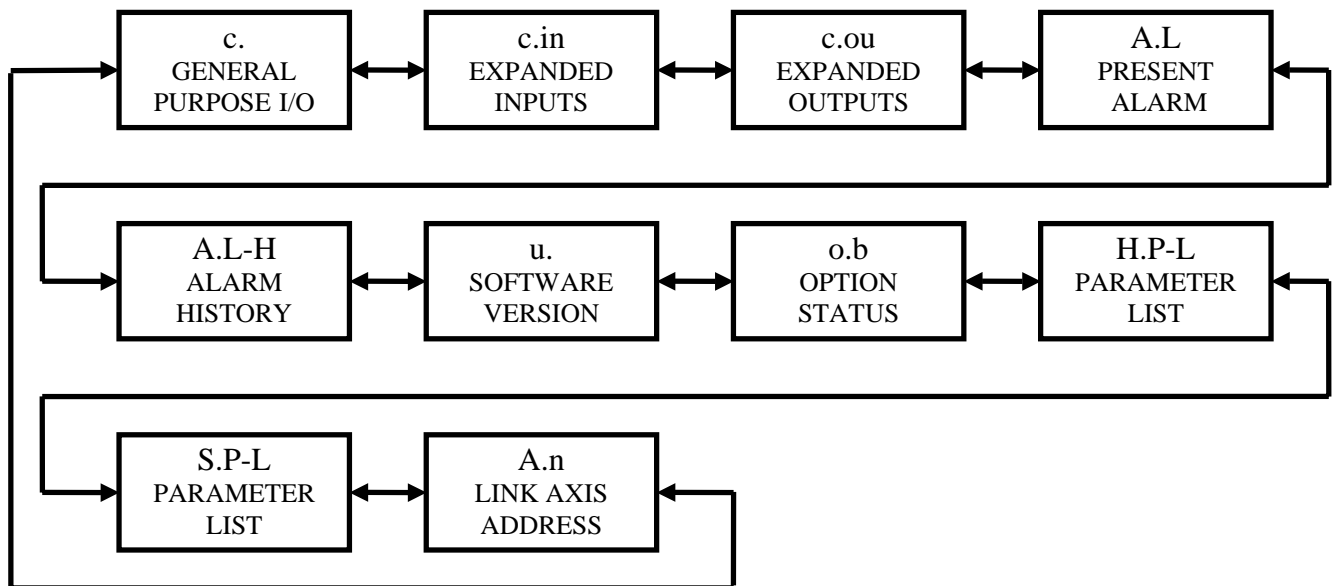 c.
GENERAL
PURPOSE I/O
c.in
EXPANDED
INPUTS
c.ou
EXPANDED
OUTPUTS
A.L
PRESENT
ALARM
A.L-H
ALARM
HISTORY
u.
SOFTWARE
VERSION
o.b
OPTION
STATUS
H.P-L
PARAMETER
LIST
S.P-L
PARAMETER
LIST
A.n
LINK AXIS
ADDRESS